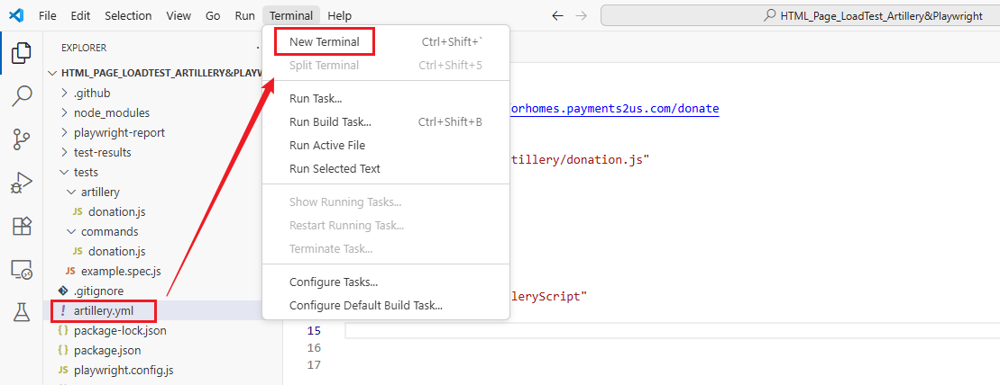 File Edit Selection View Go Run Terminal Help
HTML_Page_LoadTest_Artillery&Playwright
EXPLORER
HTML_PAGE_LOADTEST_ARTILLERY&PLAYW
.github
node_modules
playwright-report
test-results
tests
artillery
JS donation.js
commands
JS donation.js
JS example.spec.js
.gitignore
! artillery.yml
{} package-lock.json
{} package.json
JS playwright.config.js
New Terminal Ctrl+Shift+`
Split Terminal Ctrl+Shift+5
Run Task...
Run Build Task... Ctrl+Shift+B
Run Active File
Run Selected Text
Show Running Tasks...
Restart Running Task...
Terminate Task...
Configure Tasks...
Configure Default Build Task...
orhomes.payments2us.com/donate
tillery/donation.js"
lleryScript"
15
16
17